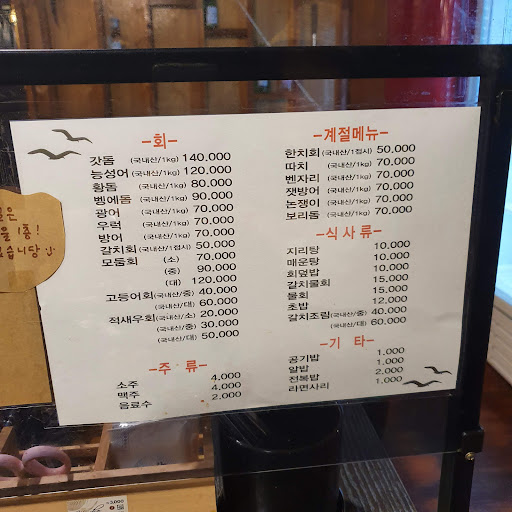 -회-
갓돔 (국내산/1kg) 140,000
능성어 (국내산/1kg) 120,000
황돔 (국내산/1kg) 80,000
벵에돔 (국내산/1kg) 90,000
광어 (국내산/1kg) 70,000
우럭 (국내산/1kg) 70,000
방어 (국내산/1kg) 70,000
갈치회 (국내산/1접시) 50,000
모둠회 (소) 70,000
(중) 90,000
(대) 120,000
고등어회 (국내산/중) 40,000
(국내산/대) 60,000
적새우회 (국내산/소) 20,000
(국내산/중) 30,000
(국내산/대) 50,000
-주 류-
소주 4,000
맥주 4,000
음료수 2,000
-계절메뉴-
한치회 (국내산/1접시) 50,000
따치 (국내산/1kg) 70,000
벤자리 (국내산/1kg) 70,000
잿방어 (국내산/1kg) 70,000
논쟁이 (국내산/1kg) 70,000
보리돔 (국내산/1kg) 70,000
-식 사 류-
지리탕 10,000
매운탕 10,000
회덮밥 10,000
갈치물회 15,000
물회 15,000
초밥 12,000
갈치조림 (국내산/중) 40,000
(국내산/대) 60,000
-기 타-
공기밥 1,000
알밥 2,000
전복밥 2,000
라면사리 1,000